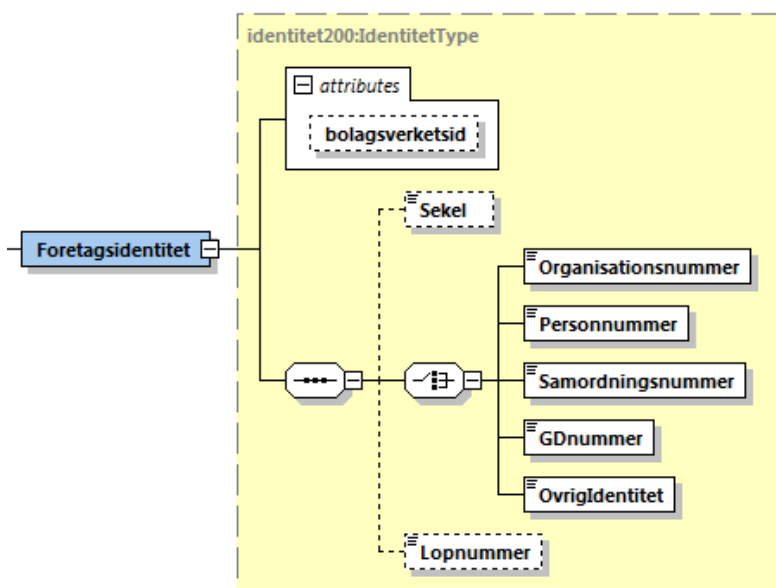 identitet200:IdentitetType
attributes
bolagsverketsid
Sekel
Foretagsidentitet
Organisationsnummer
Personnummer
Samordningsnummer
GDnummer
OvrigIdentitet
Lopnummer